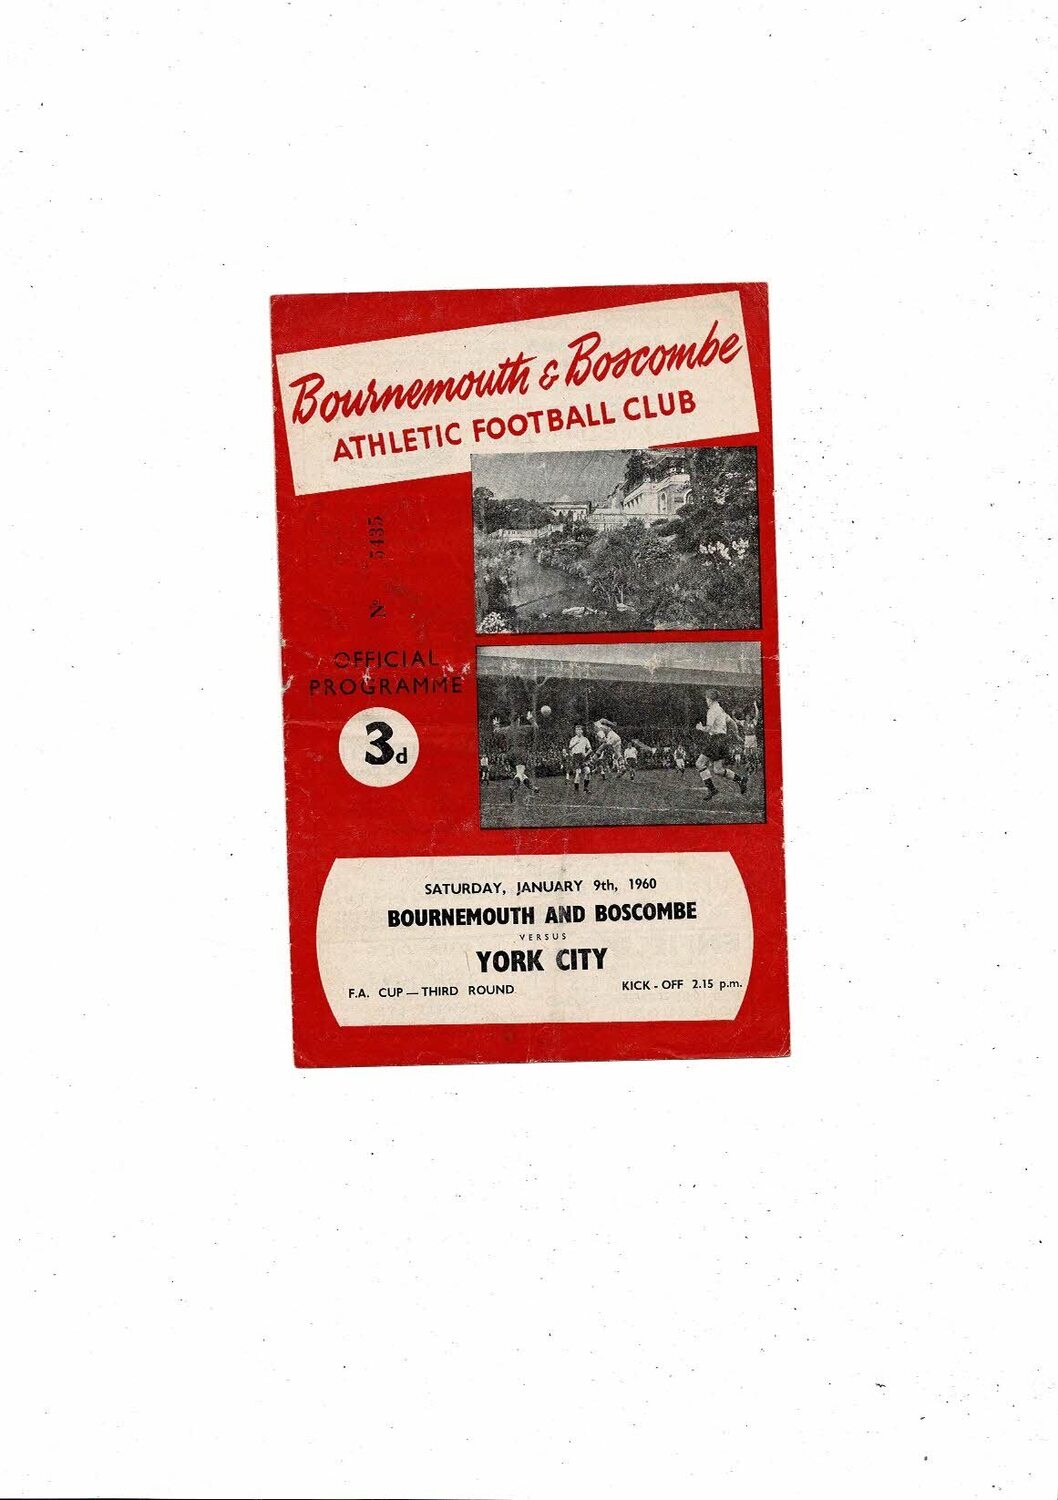 Bournemouth & Boscombe
ATHLETIC FOOTBALL CLUB
Nº 5435
OFFICIAL
PROGRAMME
3d
SATURDAY, JANUARY 9th, 1960
BOURNEMOUTH AND BOSCOMBE
VERSUS
YORK CITY
F.A. CUP — THIRD ROUND
KICK - OFF 2.15 p.m.